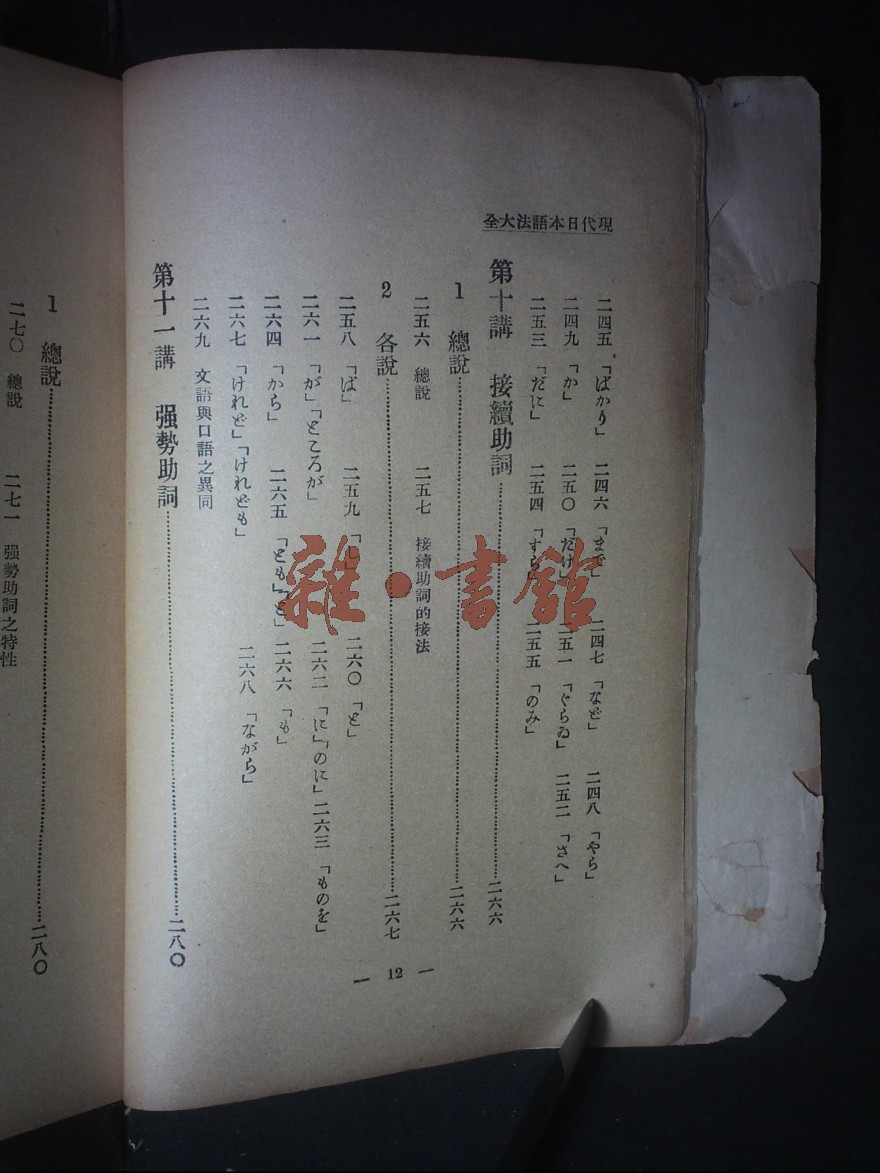 現代日本語法大全
二四五「ばかり」 二四六「まで」 二四七「など」 二四八「やら」
二四九「か」 二五〇「だけ」 二五一「ぐらゐ」 二五二「さへ」
二五三「だに」 二五四「すら」 二五五「のみ」
第十講 接續助詞……二六六
1 總說……二六六
二五六 總說 二五七 接續助詞的接法
2 各說……二六七
二五八「ば」 二五九「し」 二六〇「と」
二六一「が」「ところが」 二六二「に」「のに」 二六三「ものを」
二六四「から」 二六五「とも」「と」 二六六「も」
二六七「けれど」「けれども」 二六八「ながら」
二六九 文語與口語之異同
第十一講 强勢助詞……二八〇
— 12 —
1 總說……二八〇
二七〇 總說 二七一 强勢助詞之特性
雜·書館